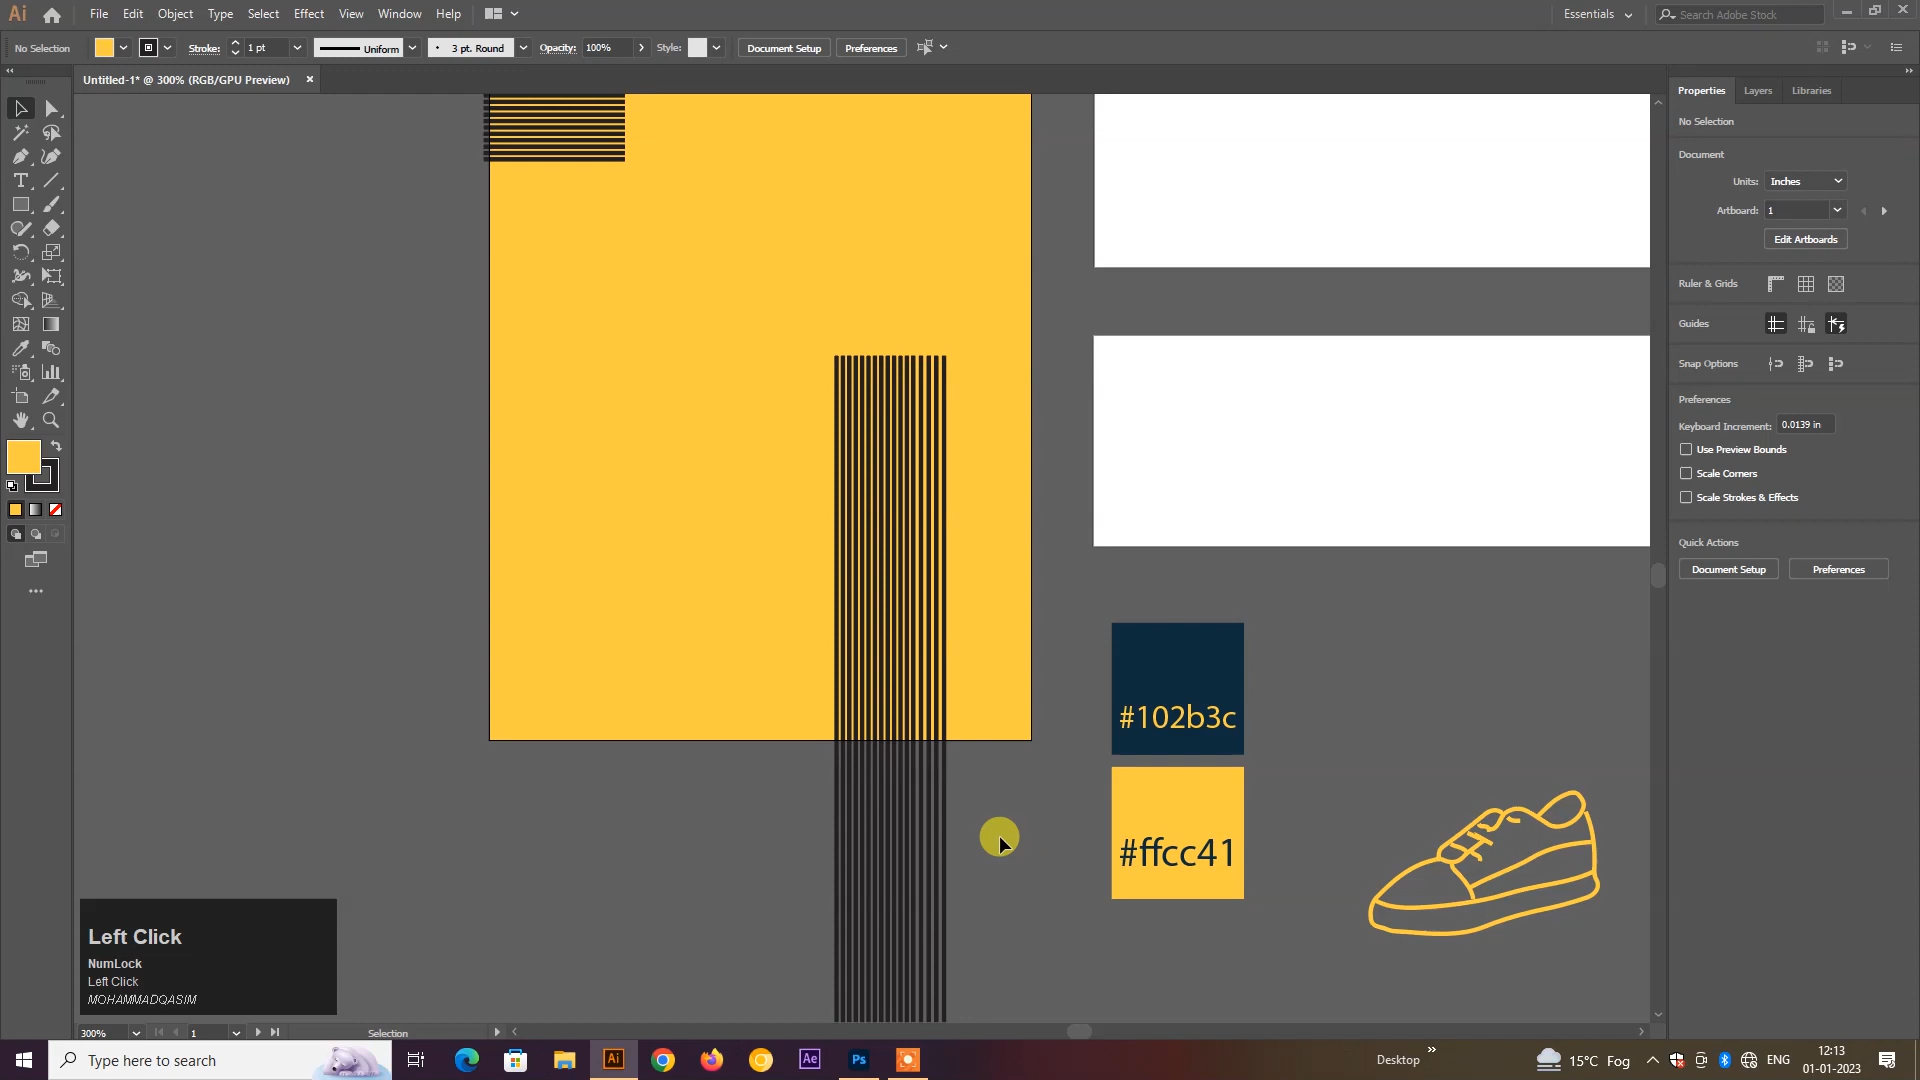 Ai File Edit Object Type Select Effect View Window Help
Essentials Search Adobe Stock
No Selection Stroke: 1 pt Uniform 3 pt. Round Opacity: 100% Style: Document Setup Preferences
Untitled-1* @ 300% (RGB/GPU Preview) ×
Properties Layers Libraries
No Selection
Document
Units: Inches
Artboard: 1
Edit Artboards
Ruler & Grids
Guides
Snap Options
Preferences
Keyboard Increment: 0.0139 in
Use Preview Bounds
Scale Corners
Scale Strokes & Effects
Quick Actions
Document Setup Preferences
#102b3c
#ffcc41
Left Click
NumLock
Left Click
MOHAMMADQASIM
300% 1 Selection
Type here to search
Ai Ae Ps
Desktop
15°C Fog ENG
12:13
01-01-2023